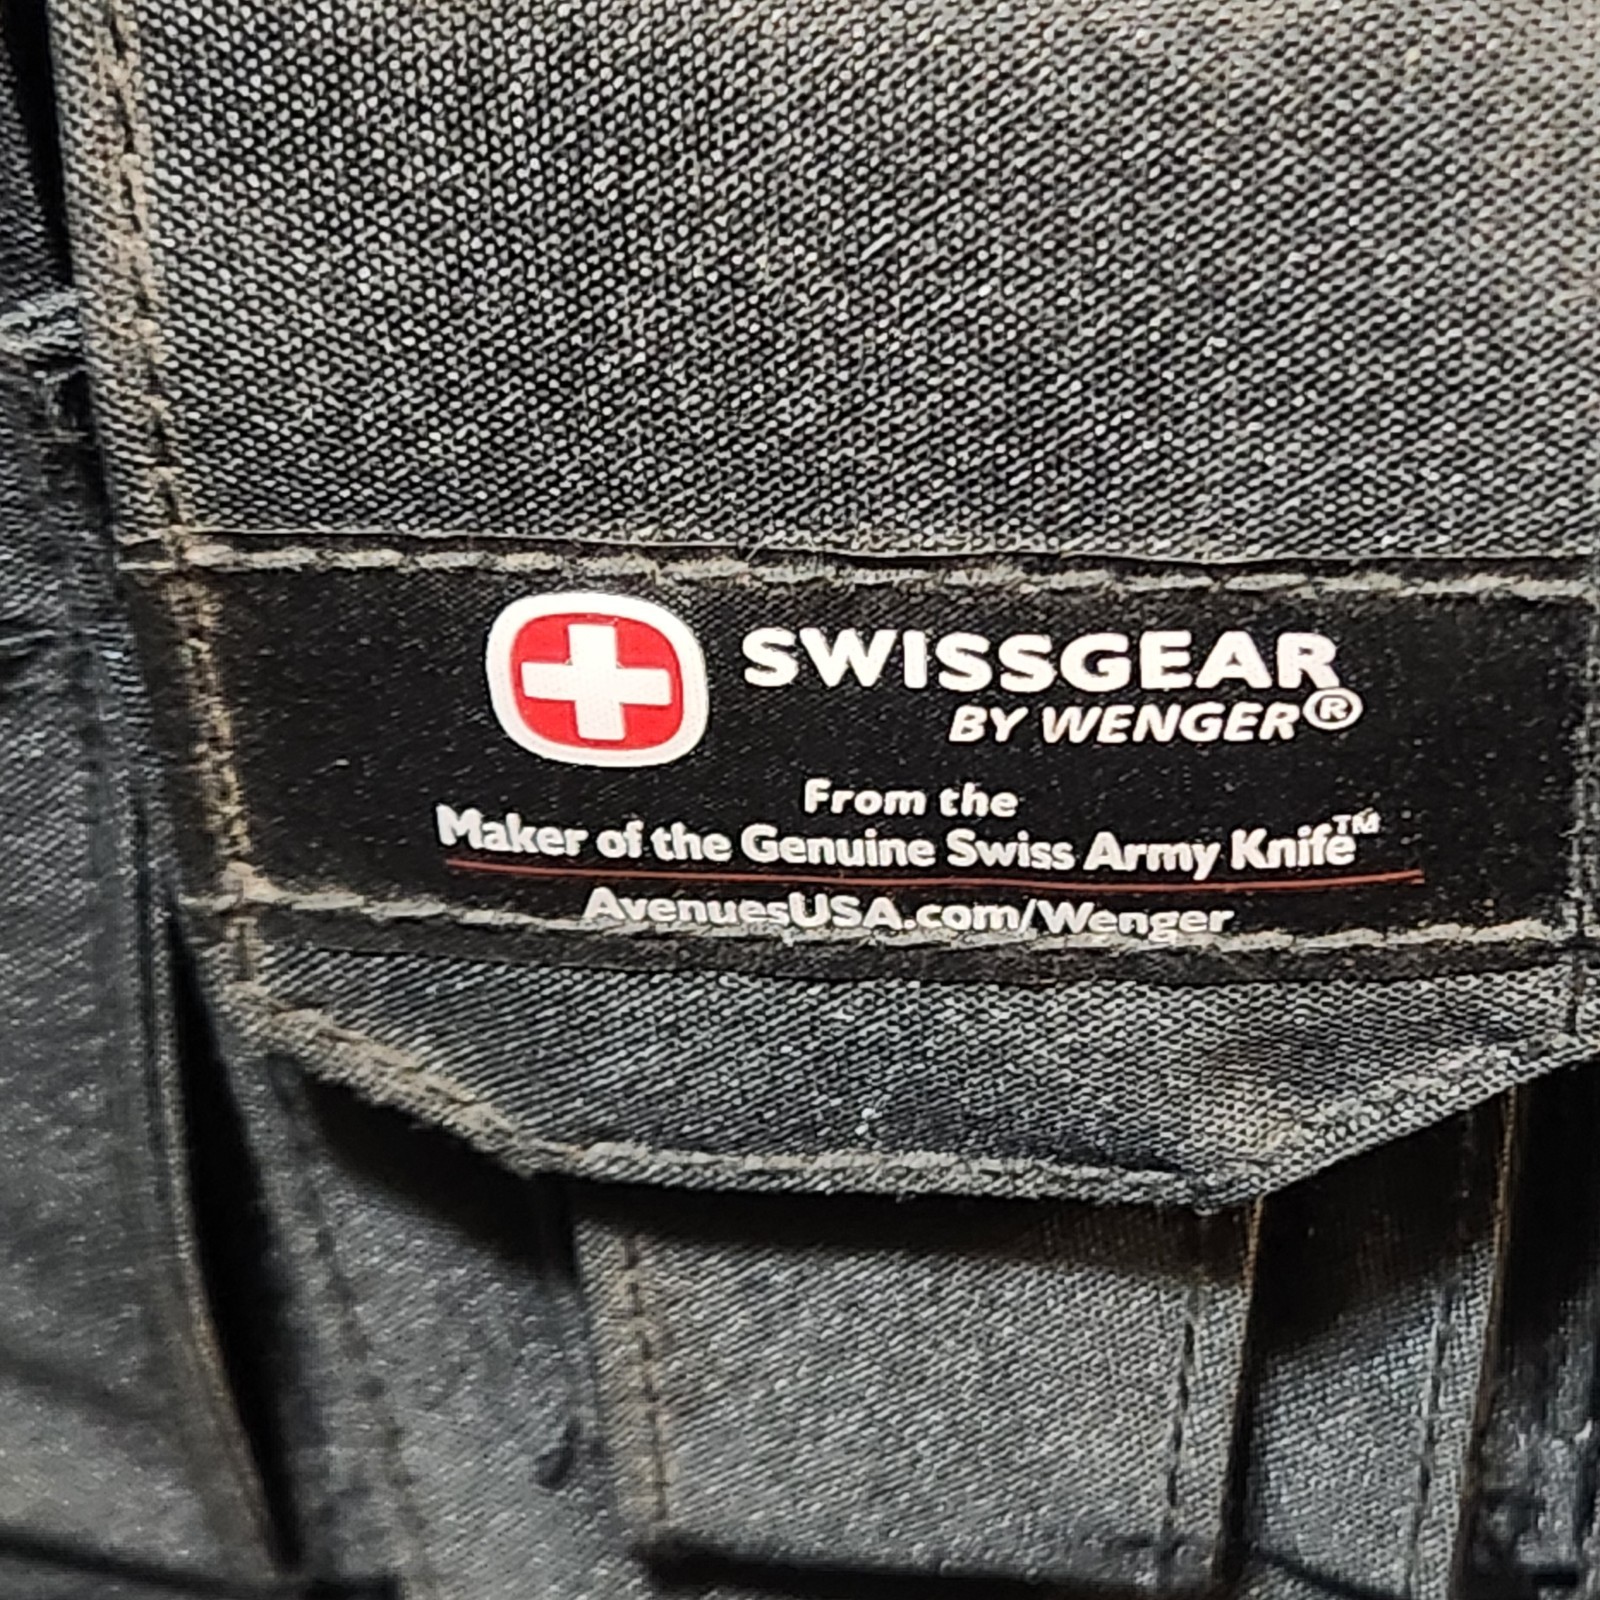 SWISSGEAR
BY WENGER®
From the
Maker of the Genuine Swiss Army Knife™
AvenuesUSA.com/Wenger